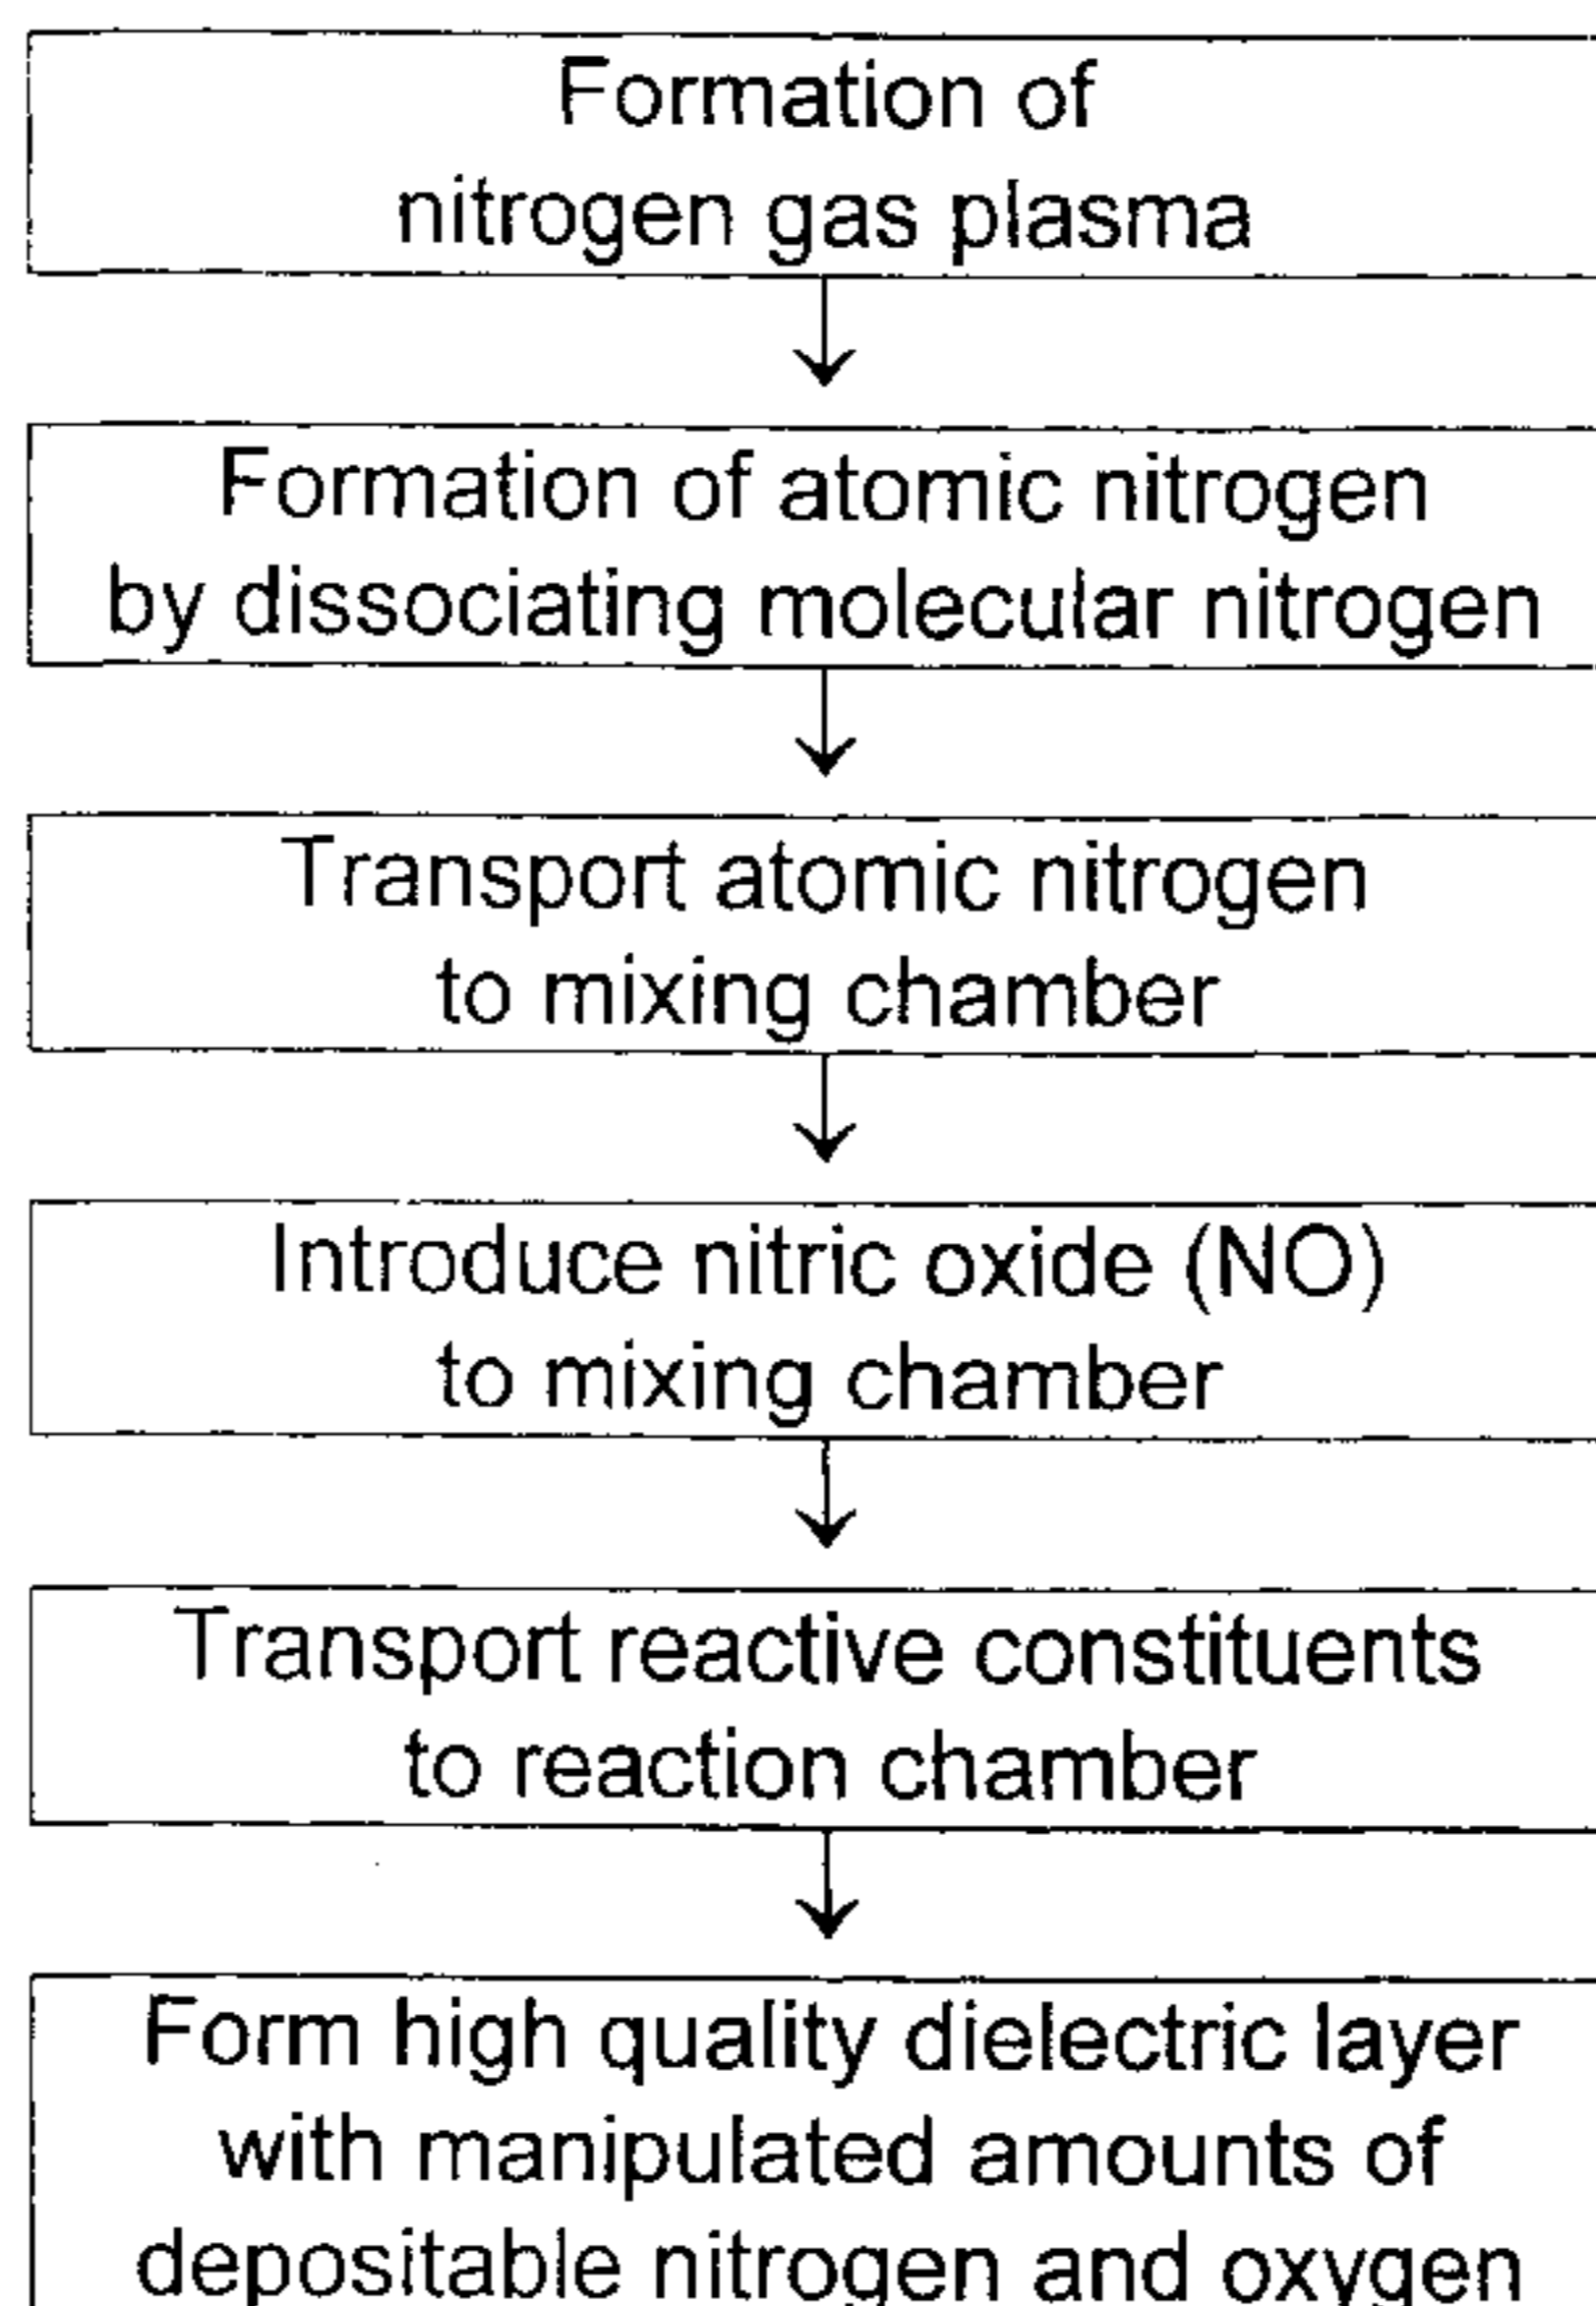 Formation of
nitrogen gas plasma
Formation of atomic nitrogen
by dissociating molecular nitrogen
Transport atomic nitrogen
to mixing chamber
Introduce nitric oxide (NO)
to mixing chamber
Transport reactive constituents
to reaction chamber
Form high quality dielectric layer
with manipulated amounts of
depositable nitrogen and oxygen